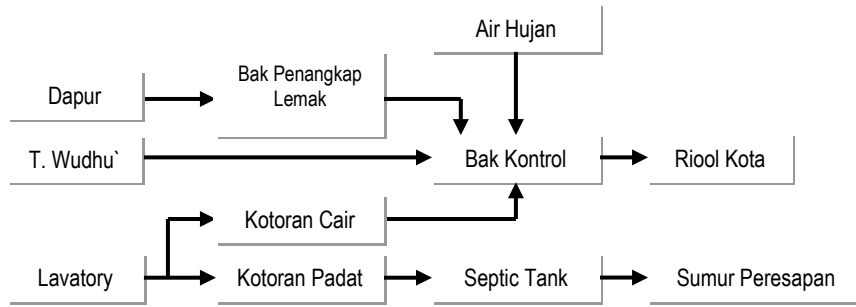 Air Hujan
Dapur
Bak Penangkap
Lemak
T. Wudhu`
Bak Kontrol
Riool Kota
Kotoran Cair
Lavatory
Kotoran Padat
Septic Tank
Sumur Peresapan